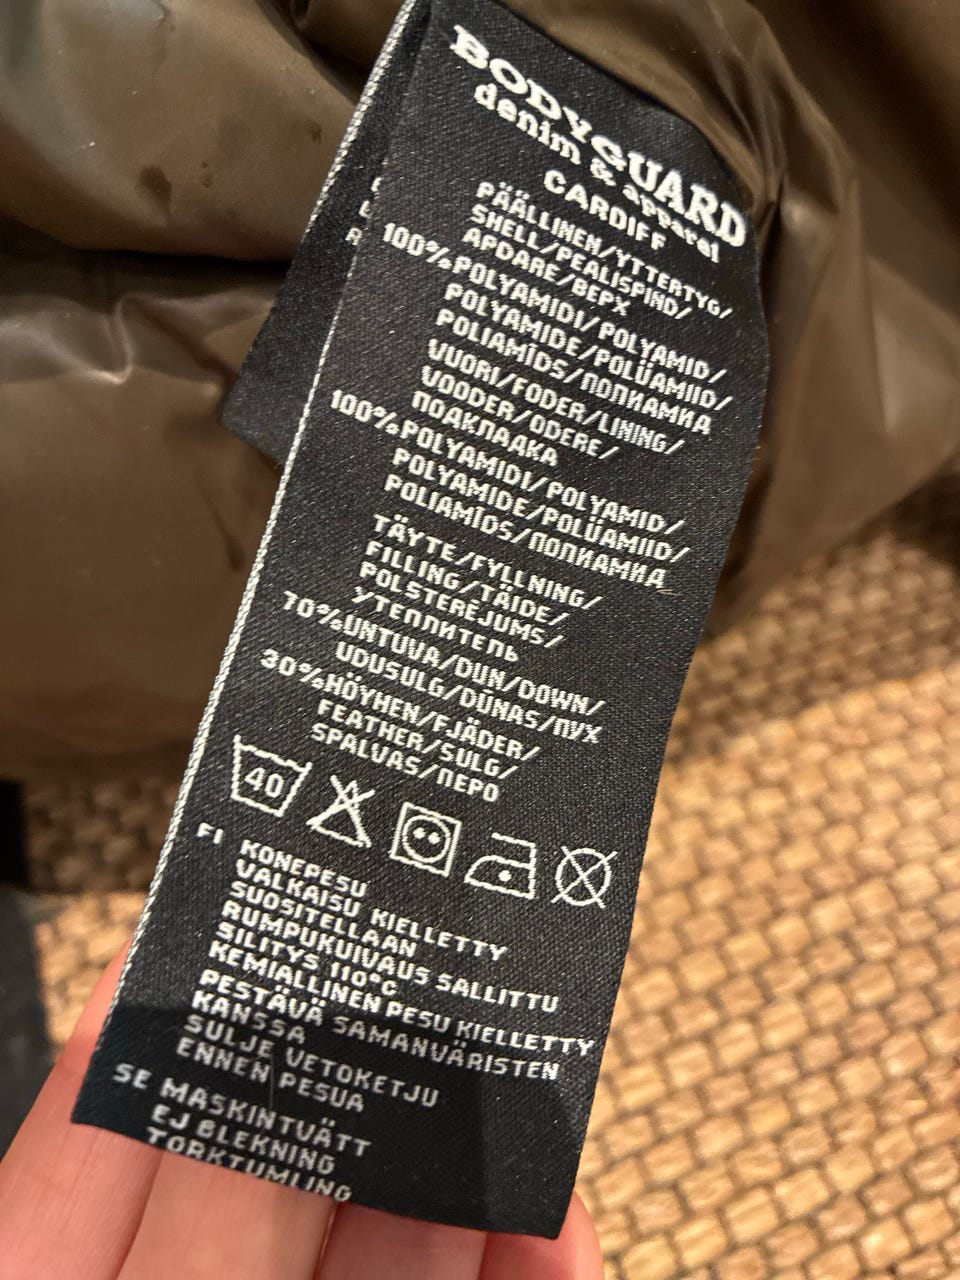 BODYGUARD
denim & apparel
CARDIFF
PÄÄLLINEN/YTTERTYG/
SHELL/PEALISPIND/
APDARE/ВЕРХ
100%POLYAMIDI/POLYAMID/
POLYAMIDE/POLÜAMIID/
POLIAMĪDS/ПОЛИАМИД
VUORI/FODER/LINING/
VOODER/ODERE/
ПОДКЛАДКА
100%POLYAMIDI/POLYAMID/
POLYAMIDE/POLÜAMIID/
POLIAMĪDS/ПОЛИАМИД
TÄYTE/FYLLNING/
FILLING/TÄIDE/
POLSTERĒJUMS/
УТЕПЛИТЕЛЬ
70%UNTUVA/DUN/DOWN/
UDUSULG/DŪNAS/ПУХ
30%HÖYHEN/FJÄDER/
FEATHER/SULG/
SPALVAS/ПЕРО
40
FI KONEPESU
VALKAISU KIELLETTY
SUOSITELLAAN
RUMPUKUIVAUS SALLITTU
SILITYS 110°C
KEMIALLINEN PESU KIELLETTY
PESTÄVÄ SAMANVÄRISTEN
KANSSA
SULJE VETOKETJU
ENNEN PESUA
SE MASKINTVÄTT
EJ BLEKNING
TORKTUMLING